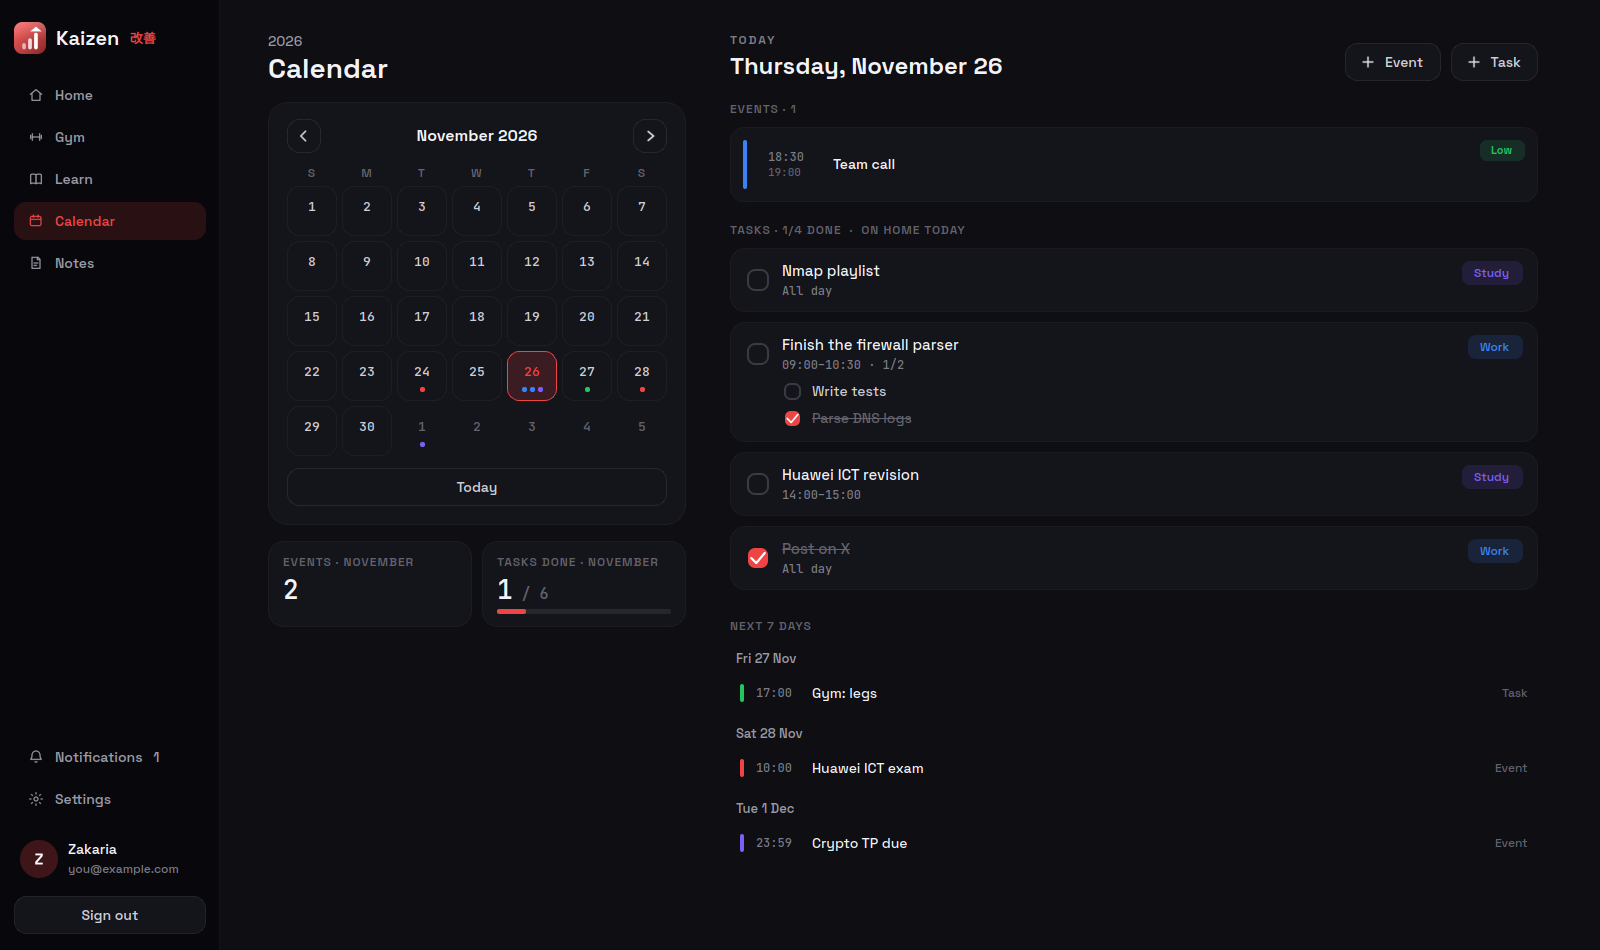 Kaizen 改善
Home
Gym
Learn
Calendar
Notes
Notifications 1
Settings
Z
Zakaria
you@example.com
Sign out
2026
Calendar
November 2026
S M T W T F S
1 2 3 4 5 6 7
8 9 10 11 12 13 14
15 16 17 18 19 20 21
22 23 24 25 26 27 28
29 30 1 2 3 4 5
Today
EVENTS · NOVEMBER
2
TASKS DONE · NOVEMBER
1 / 6
TODAY
Thursday, November 26
+ Event
+ Task
EVENTS · 1
18:30
19:00
Team call
Low
TASKS · 1/4 DONE · ON HOME TODAY
Nmap playlist
All day
Study
Finish the firewall parser
09:00–10:30 · 1/2
Work
Write tests
Parse DNS logs
Huawei ICT revision
14:00–15:00
Study
Post on X
All day
Work
NEXT 7 DAYS
Fri 27 Nov
17:00 Gym: legs Task
Sat 28 Nov
10:00 Huawei ICT exam Event
Tue 1 Dec
23:59 Crypto TP due Event